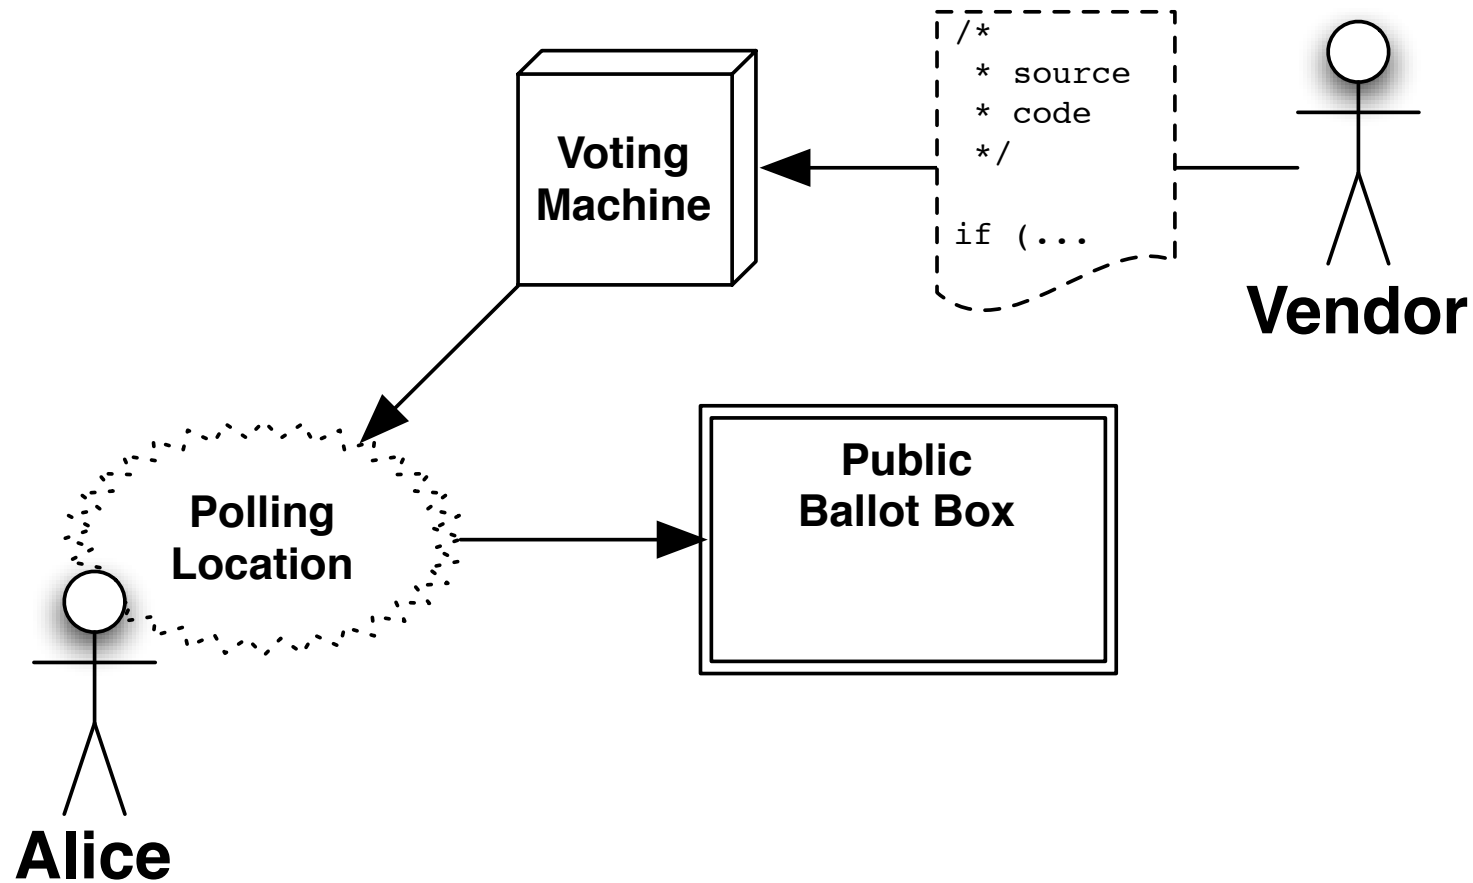 /*
 * source
 * code
 */
if (...
Voting
Machine
Vendor
Public
Ballot Box
Polling
Location
Alice